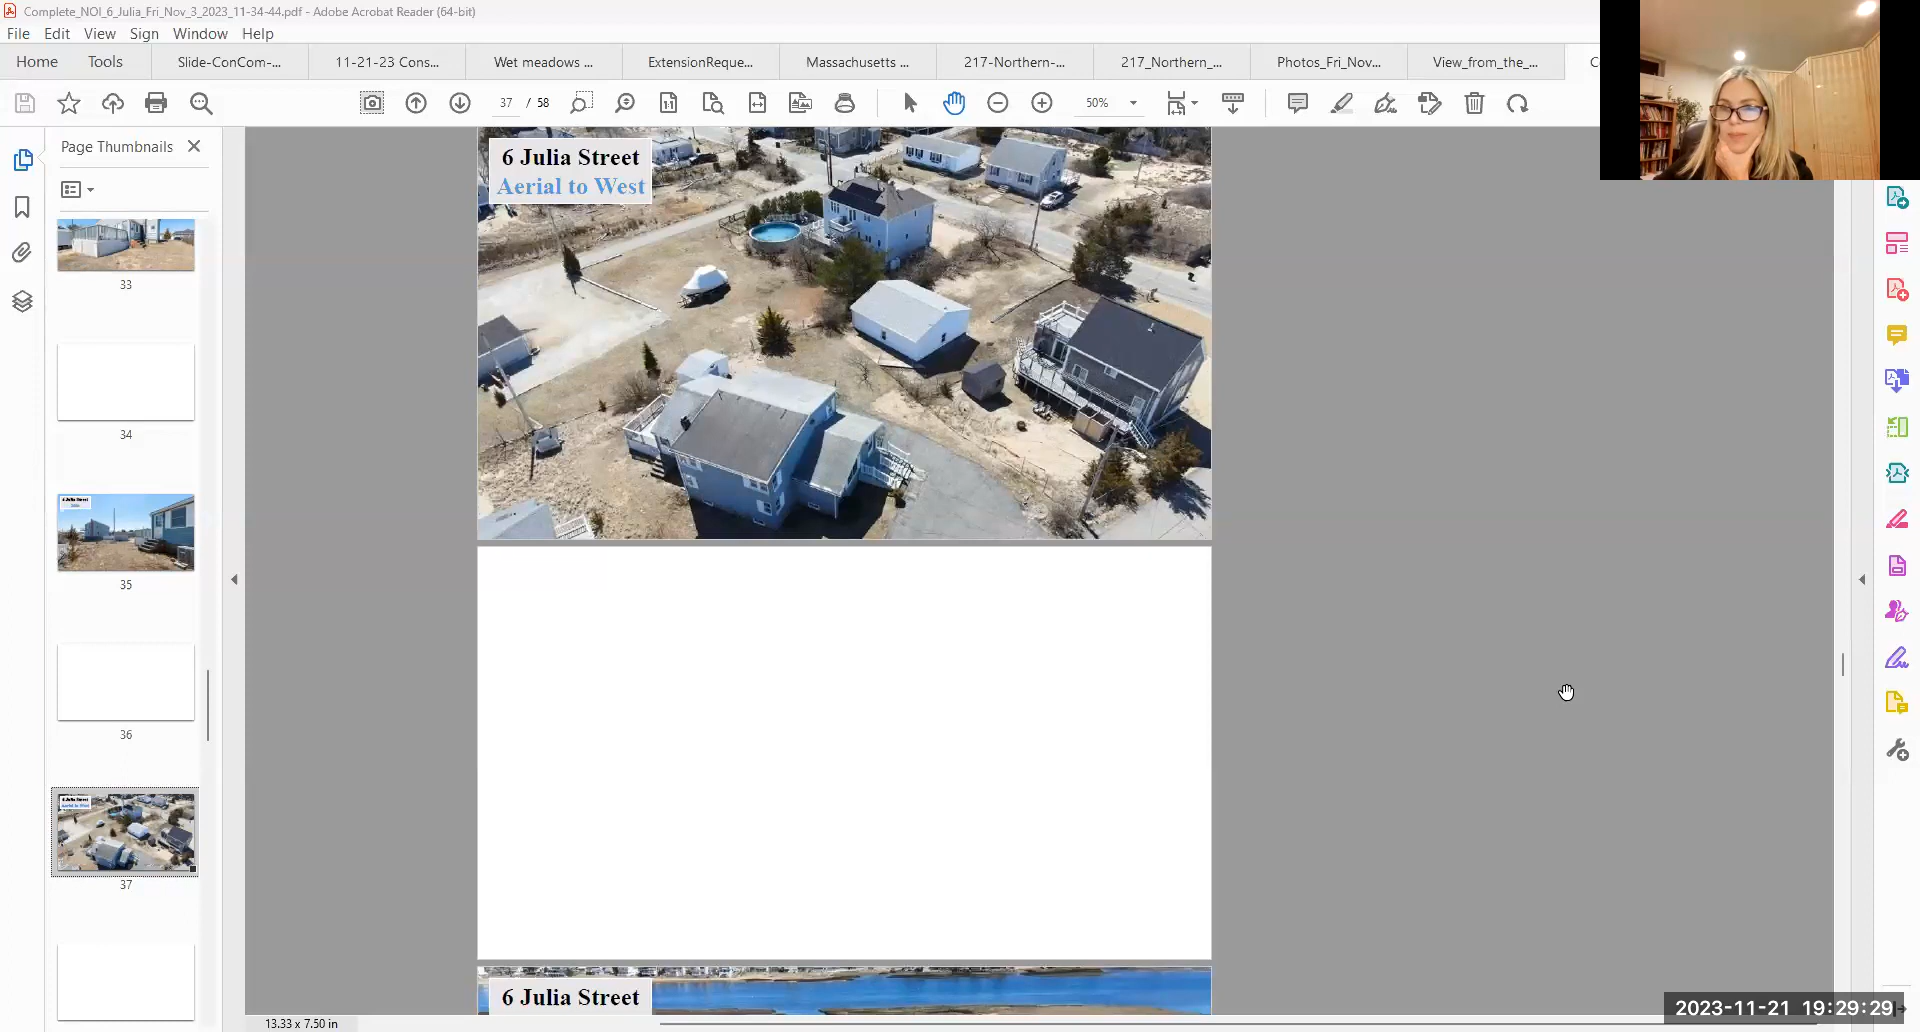 Complete_NOI_6_Julia_Fri_Nov_3_2023_11-34-44.pdf - Adobe Acrobat Reader (64-bit)
File Edit View Sign Window Help
Home Tools Slide-ConCom-... 11-21-23 Cons... Wet meadows ... ExtensionReque... Massachusetts ... 217-Northern-... 217_Northern_... Photos_Fri_Nov... View_from_the_... C
37 / 58 50%
Page Thumbnails
33
34
35
36
37
6 Julia Street
Aerial to West
6 Julia Street
13.33 x 7.50 in
2023-11-21 19:29:29